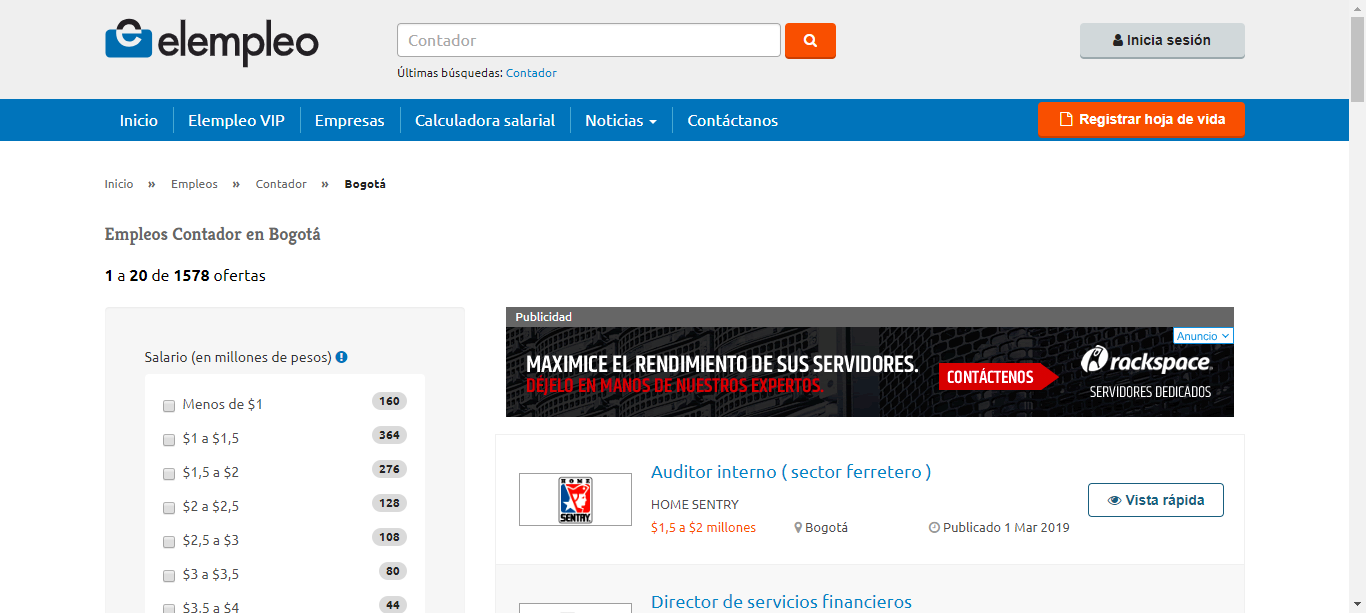 elempleo
Contador
Inicia sesión
Últimas búsquedas: Contador
Inicio
Elempleo VIP
Empresas
Calculadora salarial
Noticias
Contáctanos
Registrar hoja de vida
Inicio » Empleos » Contador » Bogotá
Empleos Contador en Bogotá
1 a 20 de 1578 ofertas
Salario (en millones de pesos)
Menos de $1 160
$1 a $1,5 364
$1,5 a $2 276
$2 a $2,5 128
$2,5 a $3 108
$3 a $3,5 80
$3,5 a $4 44
Publicidad
Anuncio
MAXIMICE EL RENDIMIENTO DE SUS SERVIDORES.
DÉJELO EN MANOS DE NUESTROS EXPERTOS.
CONTÁCTENOS
rackspace
SERVIDORES DEDICADOS
HOME
SENTRY
Auditor interno ( sector ferretero )
HOME SENTRY
$1,5 a $2 millones Bogotá Publicado 1 Mar 2019
Vista rápida
Director de servicios financieros